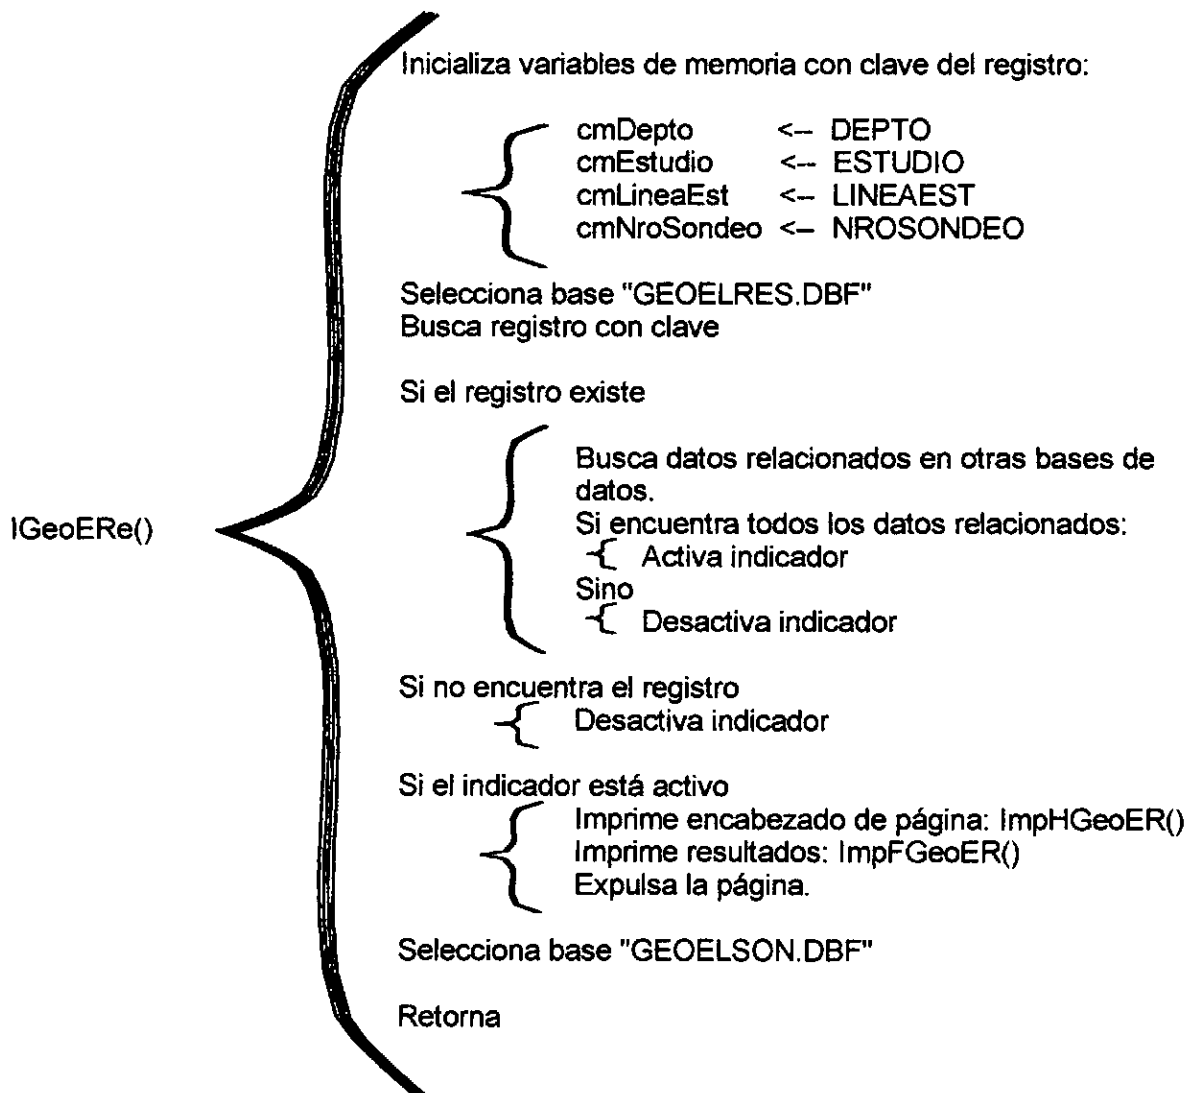 Inicializa variables de memoria con clave del registro:
cmDepto <-- DEPTO
cmEstudio <-- ESTUDIO
cmLineaEst <-- LINEAEST
cmNroSondeo <-- NROSONDEO
Selecciona base "GEOELRES.DBF"
Busca registro con clave
Si el registro existe
Busca datos relacionados en otras bases de
datos.
Si encuentra todos los datos relacionados:
Activa indicador
Sino
Desactiva indicador
IGeoERe()
Si no encuentra el registro
Desactiva indicador
Si el indicador está activo
Imprime encabezado de página: ImpHGeoER()
Imprime resultados: ImpFGeoER()
Expulsa la página.
Selecciona base "GEOELSON.DBF"
Retorna